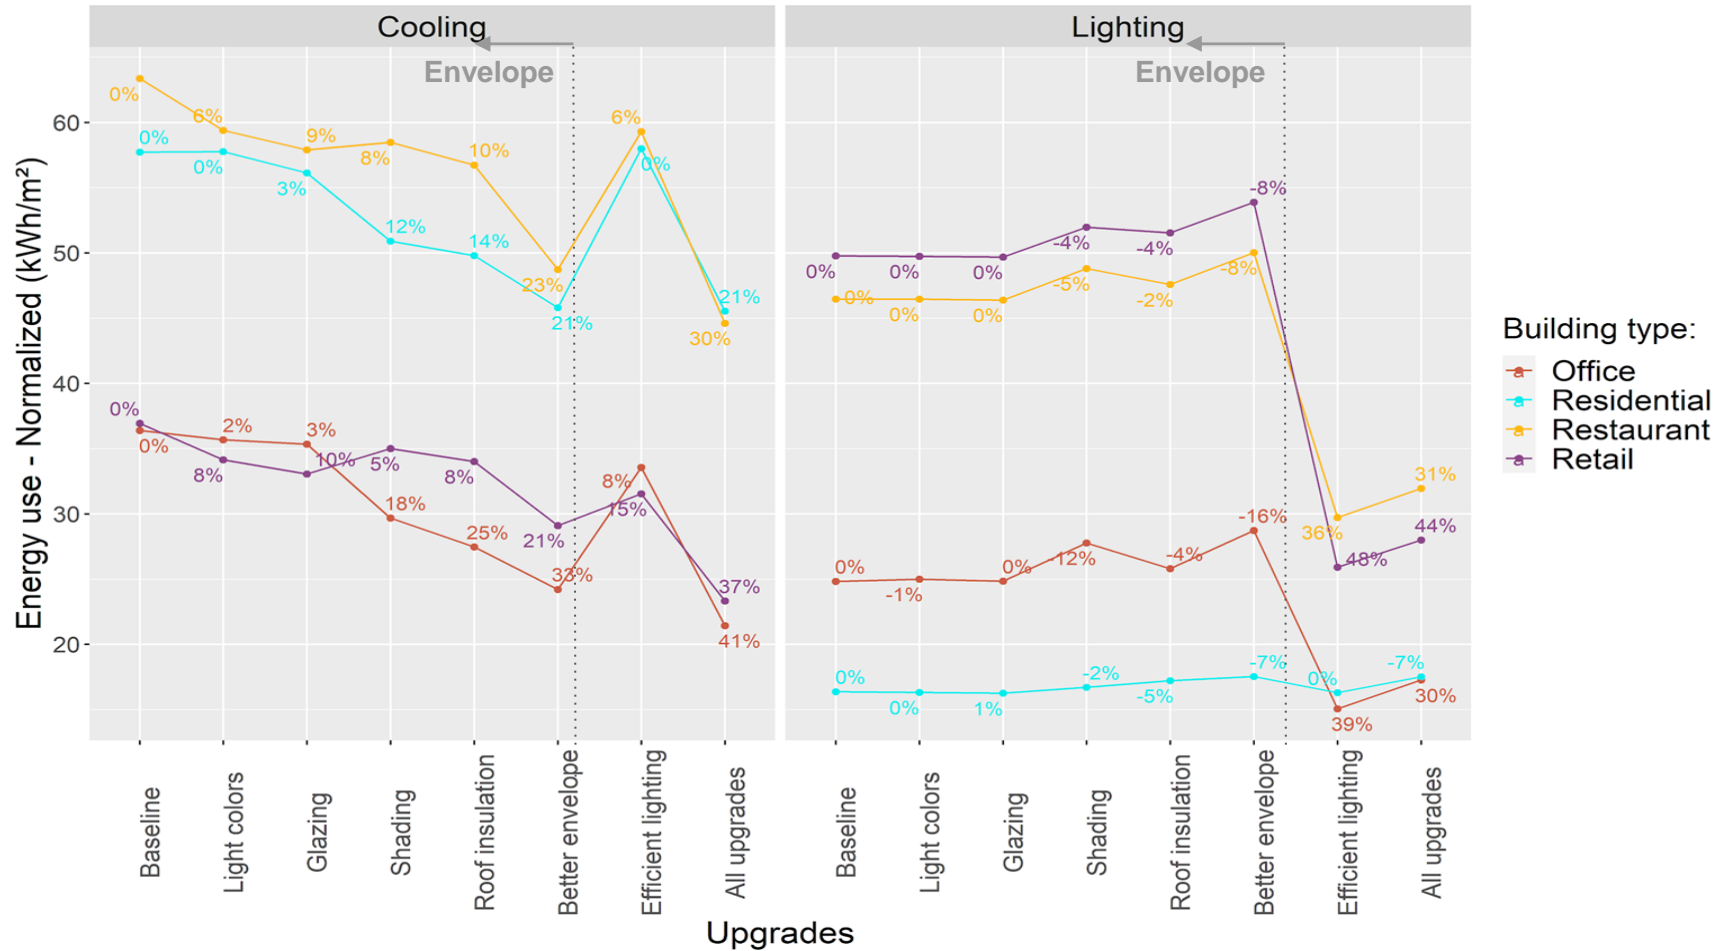 Cooling
Lighting
Envelope
Envelope
Energy use - Normalized (kWh/m²)
60
50
40
30
20
0%
6%
9%
8%
10%
23%
6%
30%
0%
0%
3%
12%
14%
21%
0%
21%
0%
8%
10%
5%
8%
21%
15%
37%
0%
2%
3%
18%
25%
33%
8%
41%
0%
0%
0%
-4%
-4%
-8%
48%
44%
0%
0%
0%
-5%
-2%
-8%
36%
31%
0%
-1%
0%
-12%
-4%
-16%
39%
30%
0%
0%
1%
-2%
-5%
-7%
0%
-7%
Baseline
Light colors
Glazing
Shading
Roof insulation
Better envelope
Efficient lighting
All upgrades
Baseline
Light colors
Glazing
Shading
Roof insulation
Better envelope
Efficient lighting
All upgrades
Upgrades
Building type:
a Office
a Residential
a Restaurant
a Retail